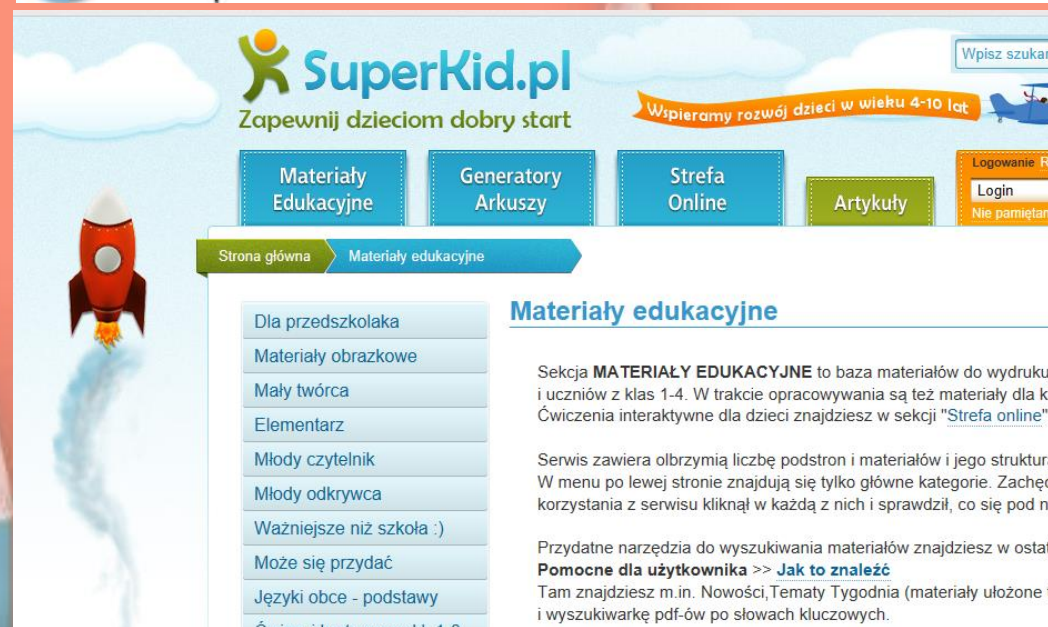 SuperKid.pl
Zapewnij dzieciom dobry start
Wpisz szukan
Wspieramy rozwój dzieci w wieku 4-10 lat
Materiały
Edukacyjne
Generatory
Arkuszy
Strefa
Online
Artykuły
Logowanie R
Login
Nie pamiętam
Strona główna
Materiały edukacyjne
Dla przedszkolaka
Materiały obrazkowe
Mały twórca
Elementarz
Młody czytelnik
Młody odkrywca
Ważniejsze niż szkoła :)
Może się przydać
Języki obce - podstawy
Materiały edukacyjne
Sekcja MATERIAŁY EDUKACYJNE to baza materiałów do wydruku
i uczniów z klas 1-4. W trakcie opracowywania są też materiały dla k
Ćwiczenia interaktywne dla dzieci znajdziesz w sekcji "Strefa online"
Serwis zawiera olbrzymią liczbę podstron i materiałów i jego struktura
W menu po lewej stronie znajdują się tylko główne kategorie. Zachęc
korzystania z serwisu kliknął w każdą z nich i sprawdził, co się pod n
Przydatne narzędzia do wyszukiwania materiałów znajdziesz w ostat
Pomocne dla użytkownika >> Jak to znaleźć
Tam znajdziesz m.in. Nowości,Tematy Tygodnia (materiały ułożone
i wyszukiwarkę pdf-ów po słowach kluczowych.